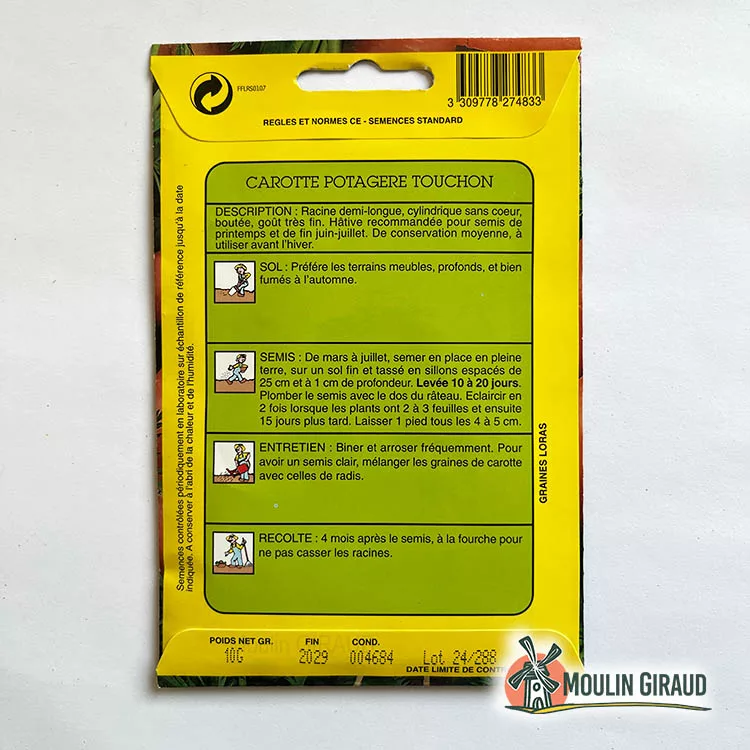 FFLRS0107
3 309778 274833
REGLES ET NORMES CE - SEMENCES STANDARD
CAROTTE POTAGERE TOUCHON
DESCRIPTION : Racine demi-longue, cylindrique sans coeur,
boutée, goût très fin. Hâtive recommandée pour semis de
printemps et de fin juin-juillet. De conservation moyenne, à
utiliser avant l'hiver.
SOL : Préfére les terrains meubles, profonds, et bien
fumés à l'automne.
SEMIS : De mars à juillet, semer en place en pleine
terre, sur un sol fin et tassé en sillons espacés de
25 cm et à 1 cm de profondeur. Levée 10 à 20 jours.
Plomber le semis avec le dos du râteau. Eclaircir en
2 fois lorsque les plants ont 2 à 3 feuilles et ensuite
15 jours plus tard. Laisser 1 pied tous les 4 à 5 cm.
ENTRETIEN : Biner et arroser fréquemment. Pour
avoir un semis clair, mélanger les graines de carotte
avec celles de radis.
RECOLTE : 4 mois après le semis, à la fourche pour
ne pas casser les racines.
Semences contrôlées périodiquement en laboratoire sur échantillon de référence jusqu'à la date
indiquée. A conserver à l'abri de la chaleur et de l'humidité.
GRAINES LORAS
POIDS NET GR. FIN COND.
10G 2029 004684 Lot 24/288
DATE LIMITE DE
MOULIN GIRAUD